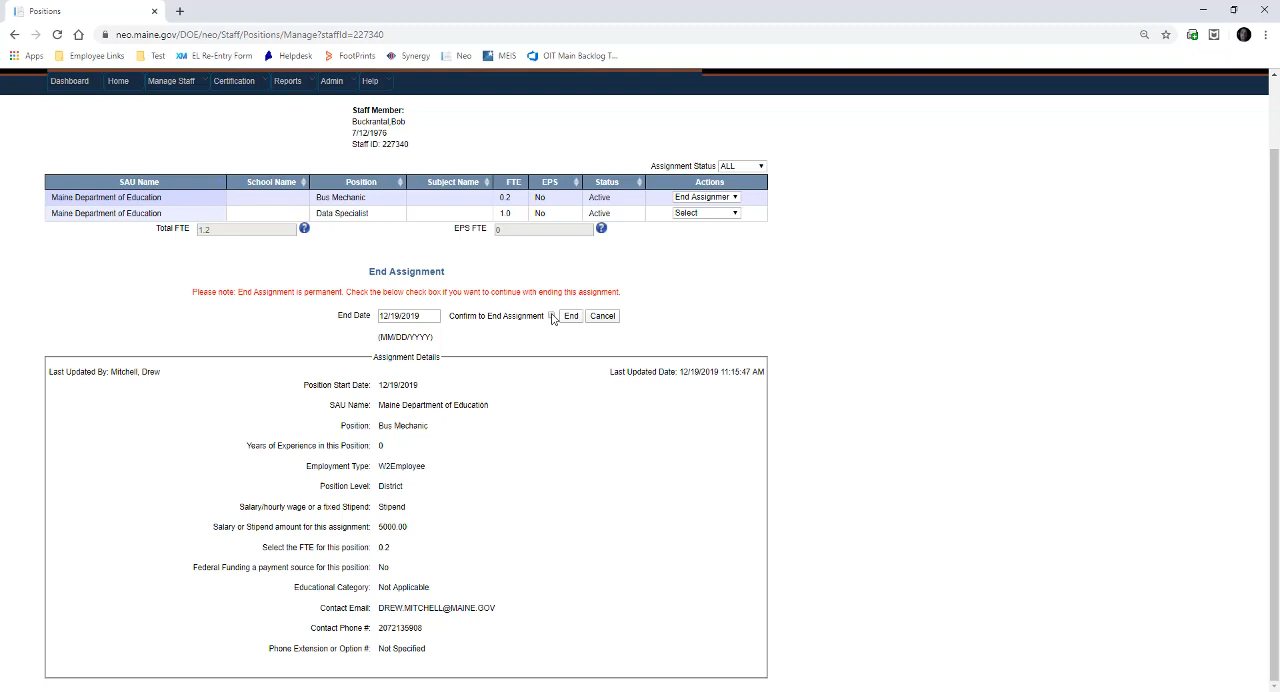 Positions
neo.maine.gov/DOE/neo/Staff/Positions/Manage?staffId=227340
Apps Employee Links Test XM EL Re-Entry Form Helpdesk FootPrints Synergy Neo MEIS OIT Main Backlog T...
Dashboard Home Manage Staff Certification Reports Admin Help
Staff Member:
Buckrantal,Bob
7/12/1976
Staff ID: 227340
Assignment Status ALL
SAU Name School Name Position Subject Name FTE EPS Status Actions
Maine Department of Education Bus Mechanic 0.2 No Active End Assignmer
Maine Department of Education Data Specialist 1.0 No Active Select
Total FTE 1.2 ? EPS FTE 0 ?
End Assignment
Please note: End Assignment is permanent. Check the below check box if you want to continue with ending this assignment.
End Date 12/19/2019 Confirm to End Assignment End Cancel
(MM/DD/YYYY)
Assignment Details
Last Updated By: Mitchell, Drew Last Updated Date: 12/19/2019 11:15:47 AM
Position Start Date: 12/19/2019
SAU Name: Maine Department of Education
Position: Bus Mechanic
Years of Experience in this Position: 0
Employment Type: W2Employee
Position Level: District
Salary/hourly wage or a fixed Stipend: Stipend
Salary or Stipend amount for this assignment: 5000.00
Select the FTE for this position: 0.2
Federal Funding a payment source for this position: No
Educational Category: Not Applicable
Contact Email: DREW.MITCHELL@MAINE.GOV
Contact Phone #: 2072135908
Phone Extension or Option #: Not Specified